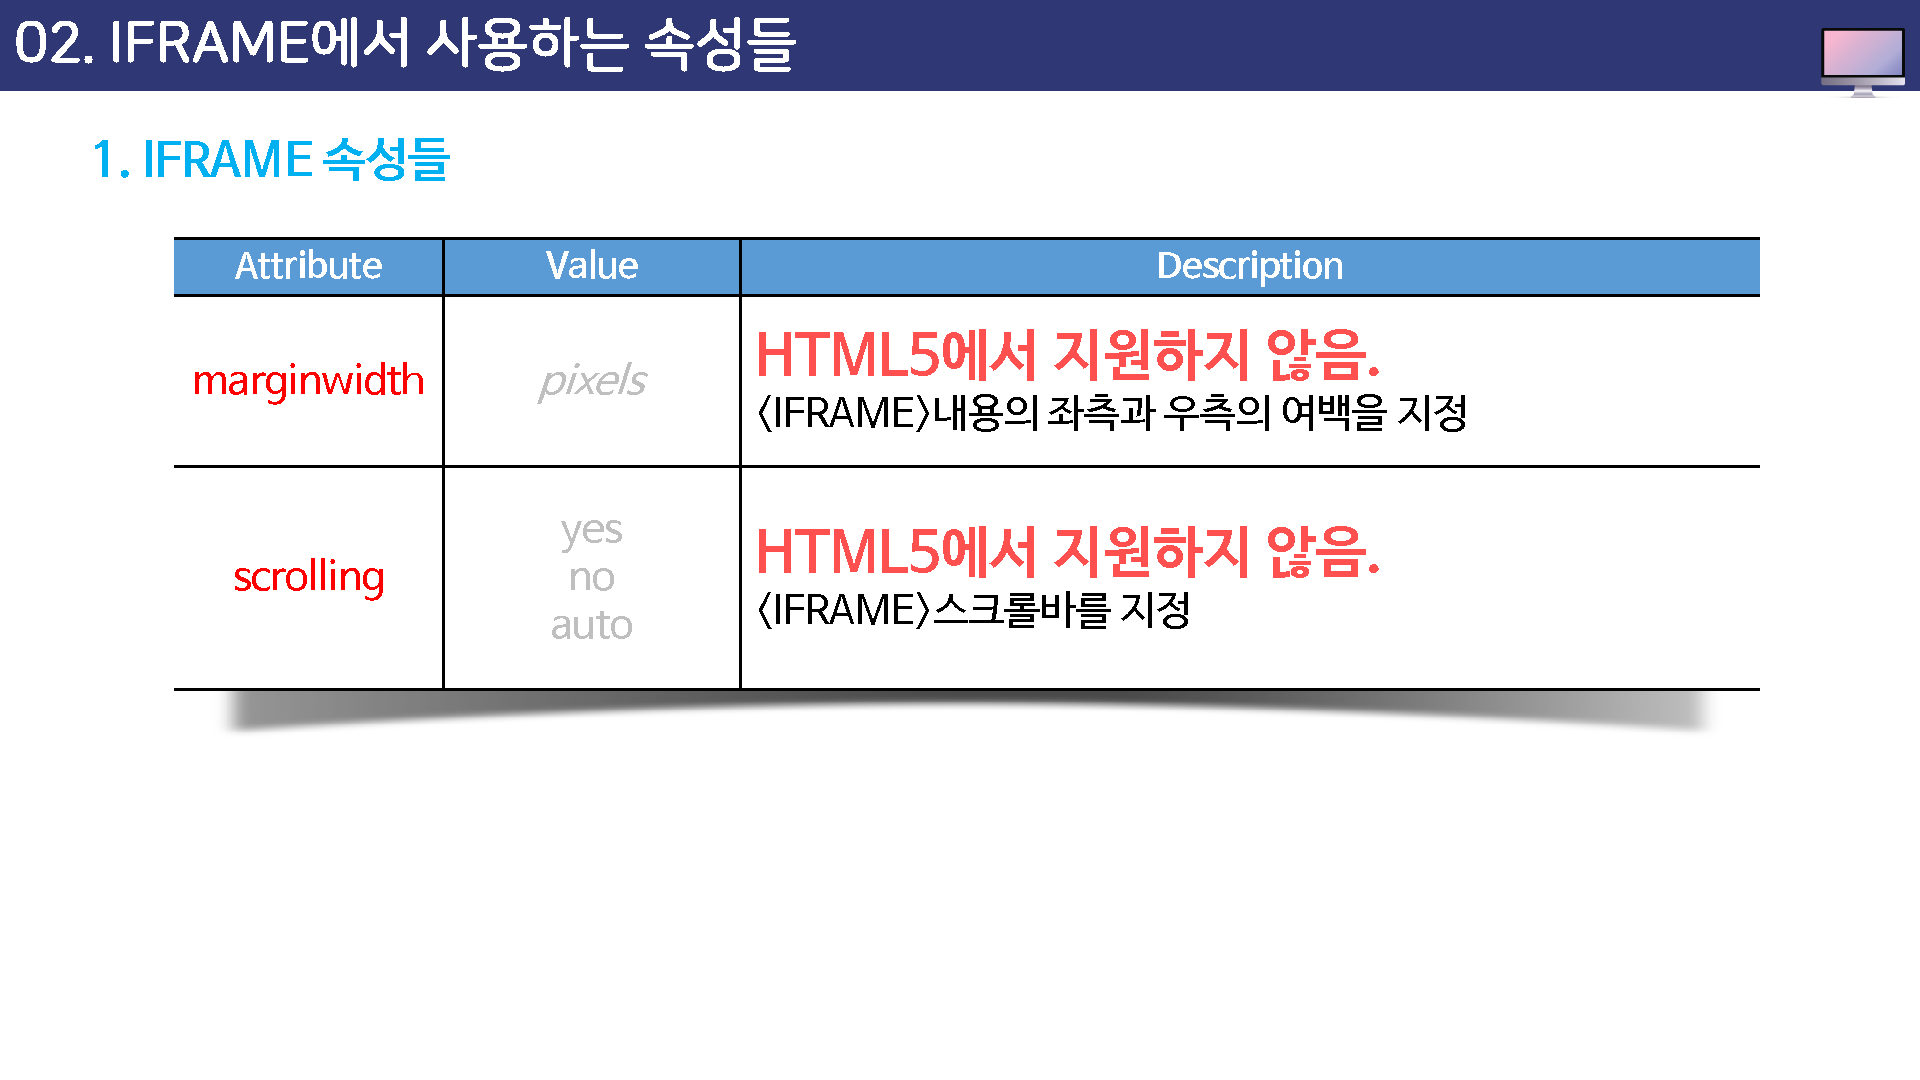 02. IFRAME에서 사용하는 속성들
1. IFRAME 속성들
Attribute Value Description
marginwidth
pixels
HTML5에서 지원하지 않음.
<IFRAME>내용의 좌측과 우측의 여백을 지정
scrolling
yes
no
auto
HTML5에서 지원하지 않음.
<IFRAME>스크롤바를 지정